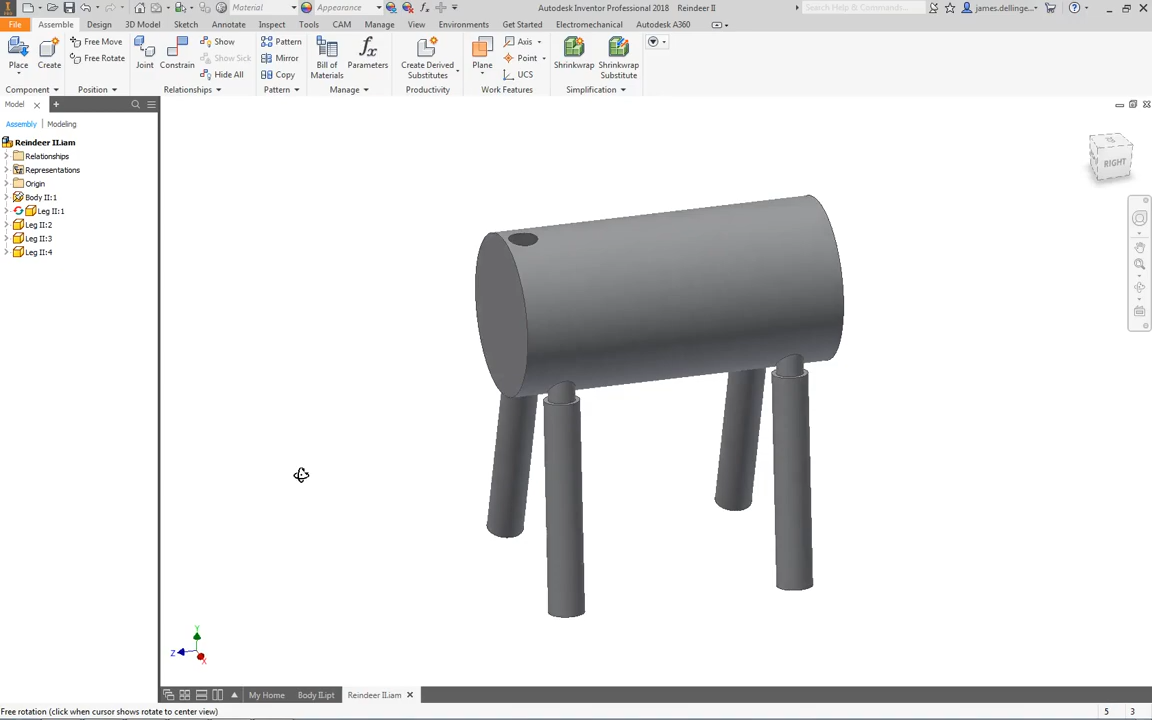 Material Appearance Autodesk Inventor Professional 2018 Reindeer II Search Help & Commands... james.dellinge...
File Assemble Design 3D Model Sketch Annotate Inspect Tools CAM Manage View Environments Get Started Electromechanical Autodesk A360
Place Create Free Move Free Rotate Joint Constrain Show Show Sick Hide All Pattern Mirror Copy Bill of Materials Parameters Create Derived Substitutes Plane Axis Point UCS Shrinkwrap Shrinkwrap Substitute
Component Position Relationships Pattern Manage Productivity Work Features Simplification
Model
Assembly Modeling
Reindeer II.iam
Relationships
Representations
Origin
Body II:1
Leg II:1
Leg II:2
Leg II:3
Leg II:4
RIGHT
Y
Z
X
My Home Body II.ipt Reindeer II.iam
Free rotation (click when cursor shows rotate to center view) 5 3